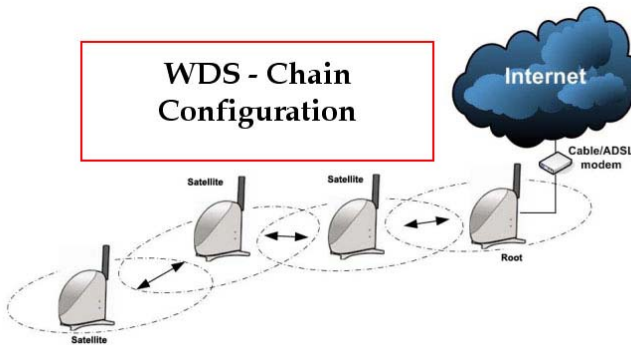 WDS - Chain
Configuration
Internet
Cable/ADSL
modem
Satellite
Satellite
Root
Satellite